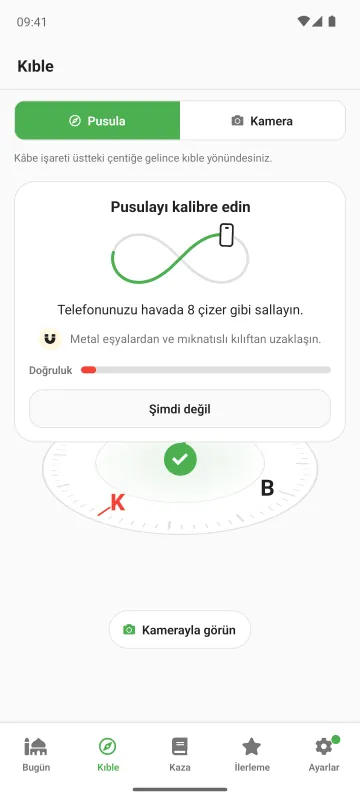 09:41
Kıble
Pusula
Kamera
Kâbe işareti üstteki çentiğe gelince kıble yönündesiniz.
Pusulayı kalibre edin
Telefonunuzu havada 8 çizer gibi sallayın.
Metal eşyalardan ve mıknatıslı kılıftan uzaklaşın.
Doğruluk
Şimdi değil
B
K
Kamerayla görün
Bugün
Kıble
Kaza
İlerleme
Ayarlar